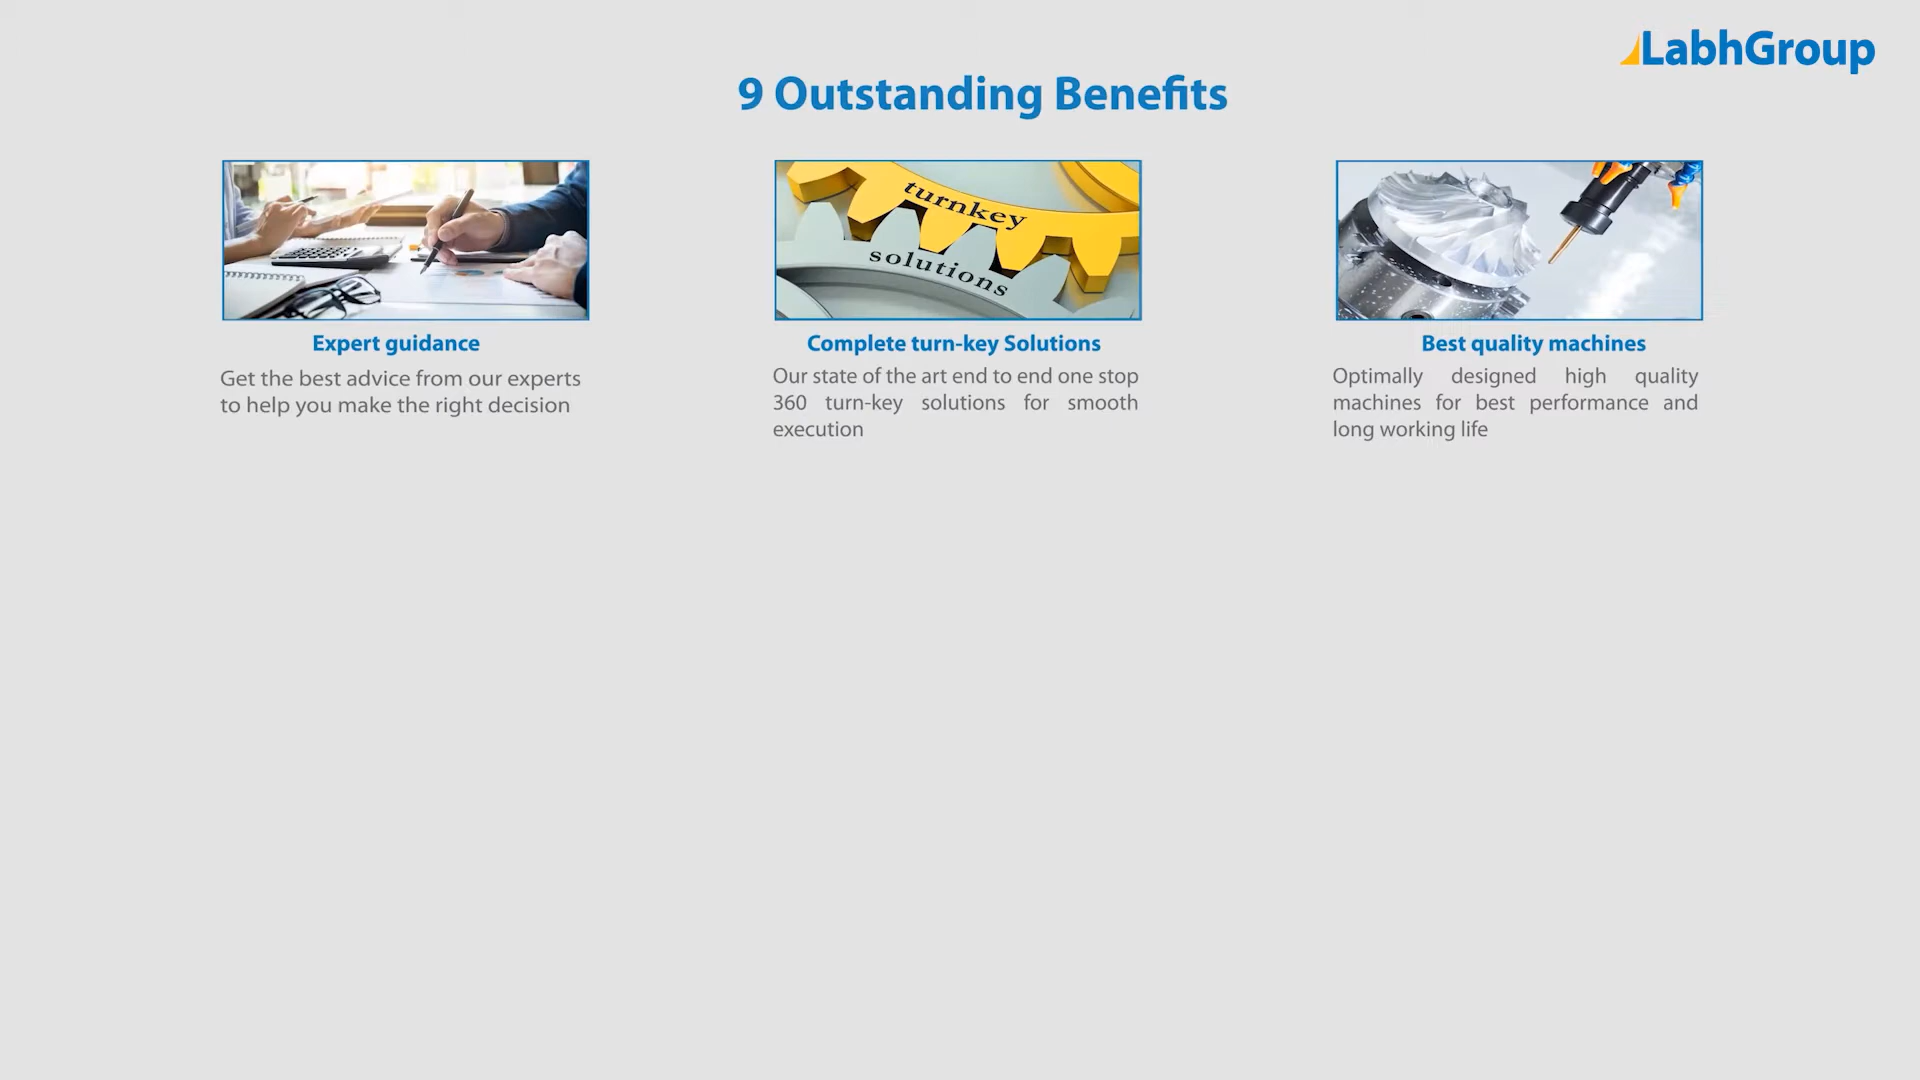 LabhGroup
9 Outstanding Benefits
turnkey
solutions
Expert guidance
Get the best advice from our experts
to help you make the right decision
Complete turn-key Solutions
Our state of the art end to end one stop
360 turn-key solutions for smooth
execution
Best quality machines
Optimally designed high quality
machines for best performance and
long working life